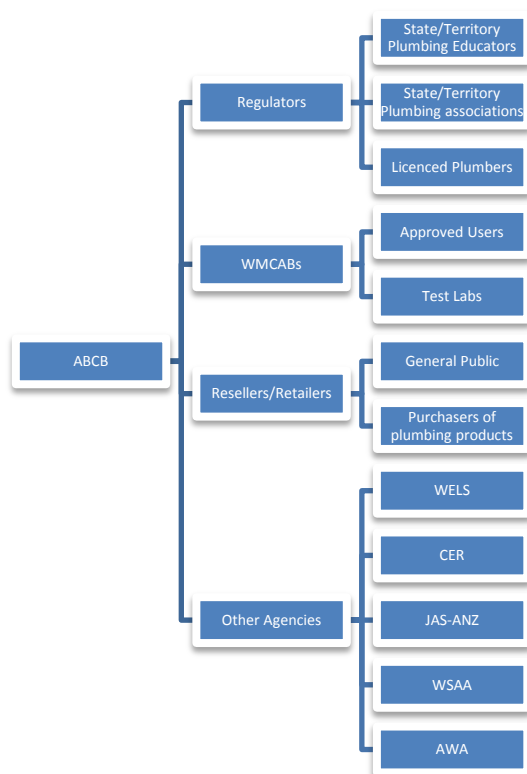 ABCB
Regulators
State/Territory
Plumbing Educators
State/Territory
Plumbing associations
Licenced Plumbers
WMCABs
Approved Users
Test Labs
Resellers/Retailers
General Public
Purchasers of
plumbing products
Other Agencies
WELS
CER
JAS-ANZ
WSAA
AWA